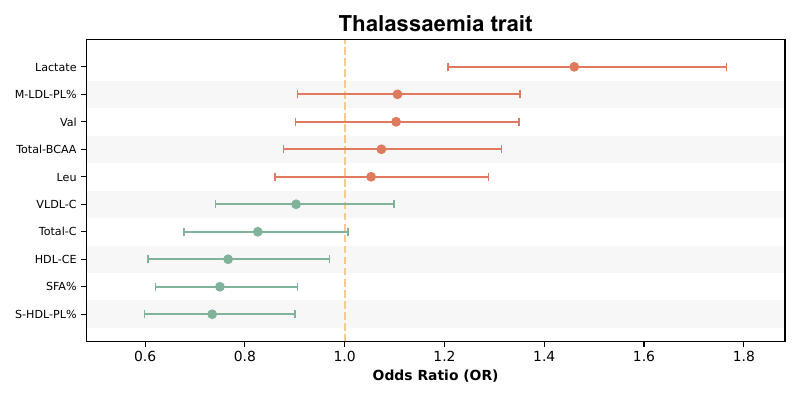 Thalassaemia trait
Lactate
M-LDL-PL%
Val
Total-BCAA
Leu
VLDL-C
Total-C
HDL-CE
SFA%
S-HDL-PL%
0.6 0.8 1.0 1.2 1.4 1.6 1.8
Odds Ratio (OR)